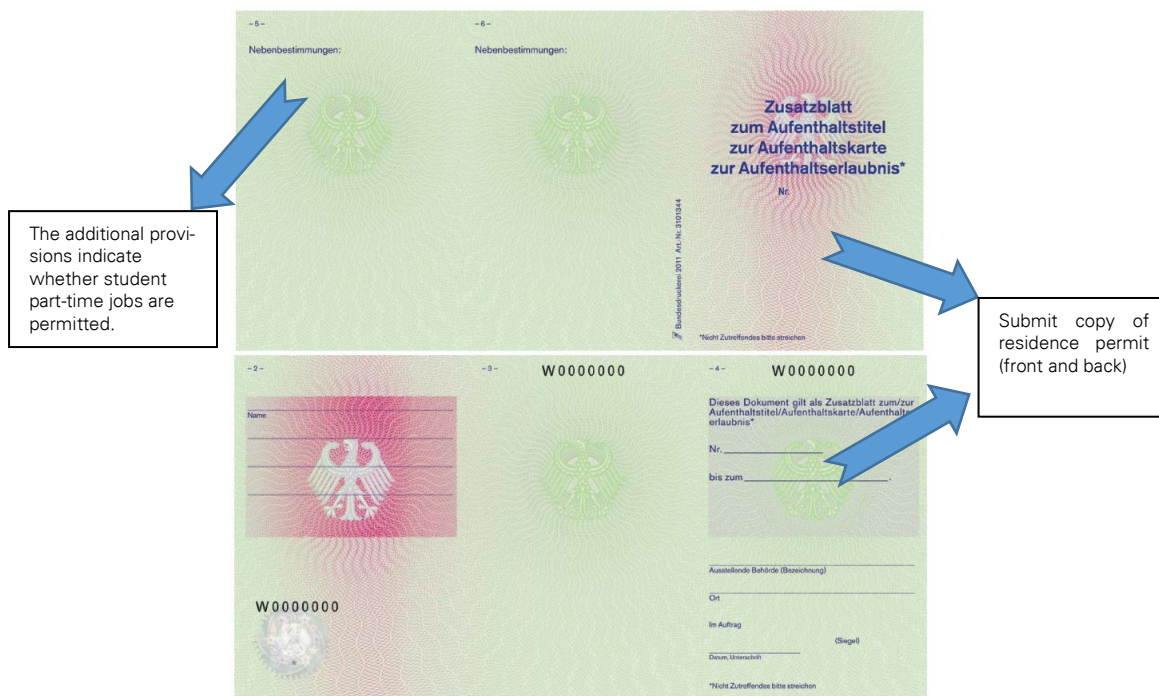 -5-
Nebenbestimmungen:
-6-
Nebenbestimmungen:
Zusatzblatt
zum Aufenthaltstitel
zur Aufenthaltskarte
zur Aufenthaltserlaubnis*
Nr.
Bundesdruckerei 2011 Art.-Nr. 3101344
*Nicht Zutreffendes bitte streichen
The additional provi-
sions indicate
whether student
part-time jobs are
permitted.
Submit copy of
residence permit
(front and back)
-2-
Name
W0000000
-3-
W0000000
-4-
W0000000
Dieses Dokument gilt als Zusatzblatt zum/zur
Aufenthaltstitel/Aufenthaltskarte/Aufenthalts-
erlaubnis*
Nr.
bis zum
.
Ausstellende Behörde (Bezeichnung)
Ort
Im Auftrag
(Siegel)
Datum, Unterschrift
*Nicht Zutreffendes bitte streichen